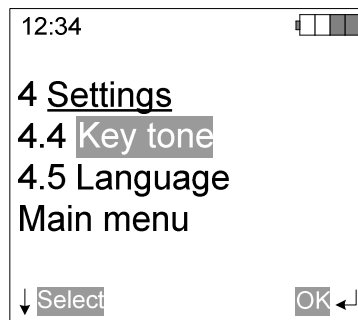 12:34
4 Settings
4.4 Key tone
4.5 Language
Main menu
↓ Select OK ↵